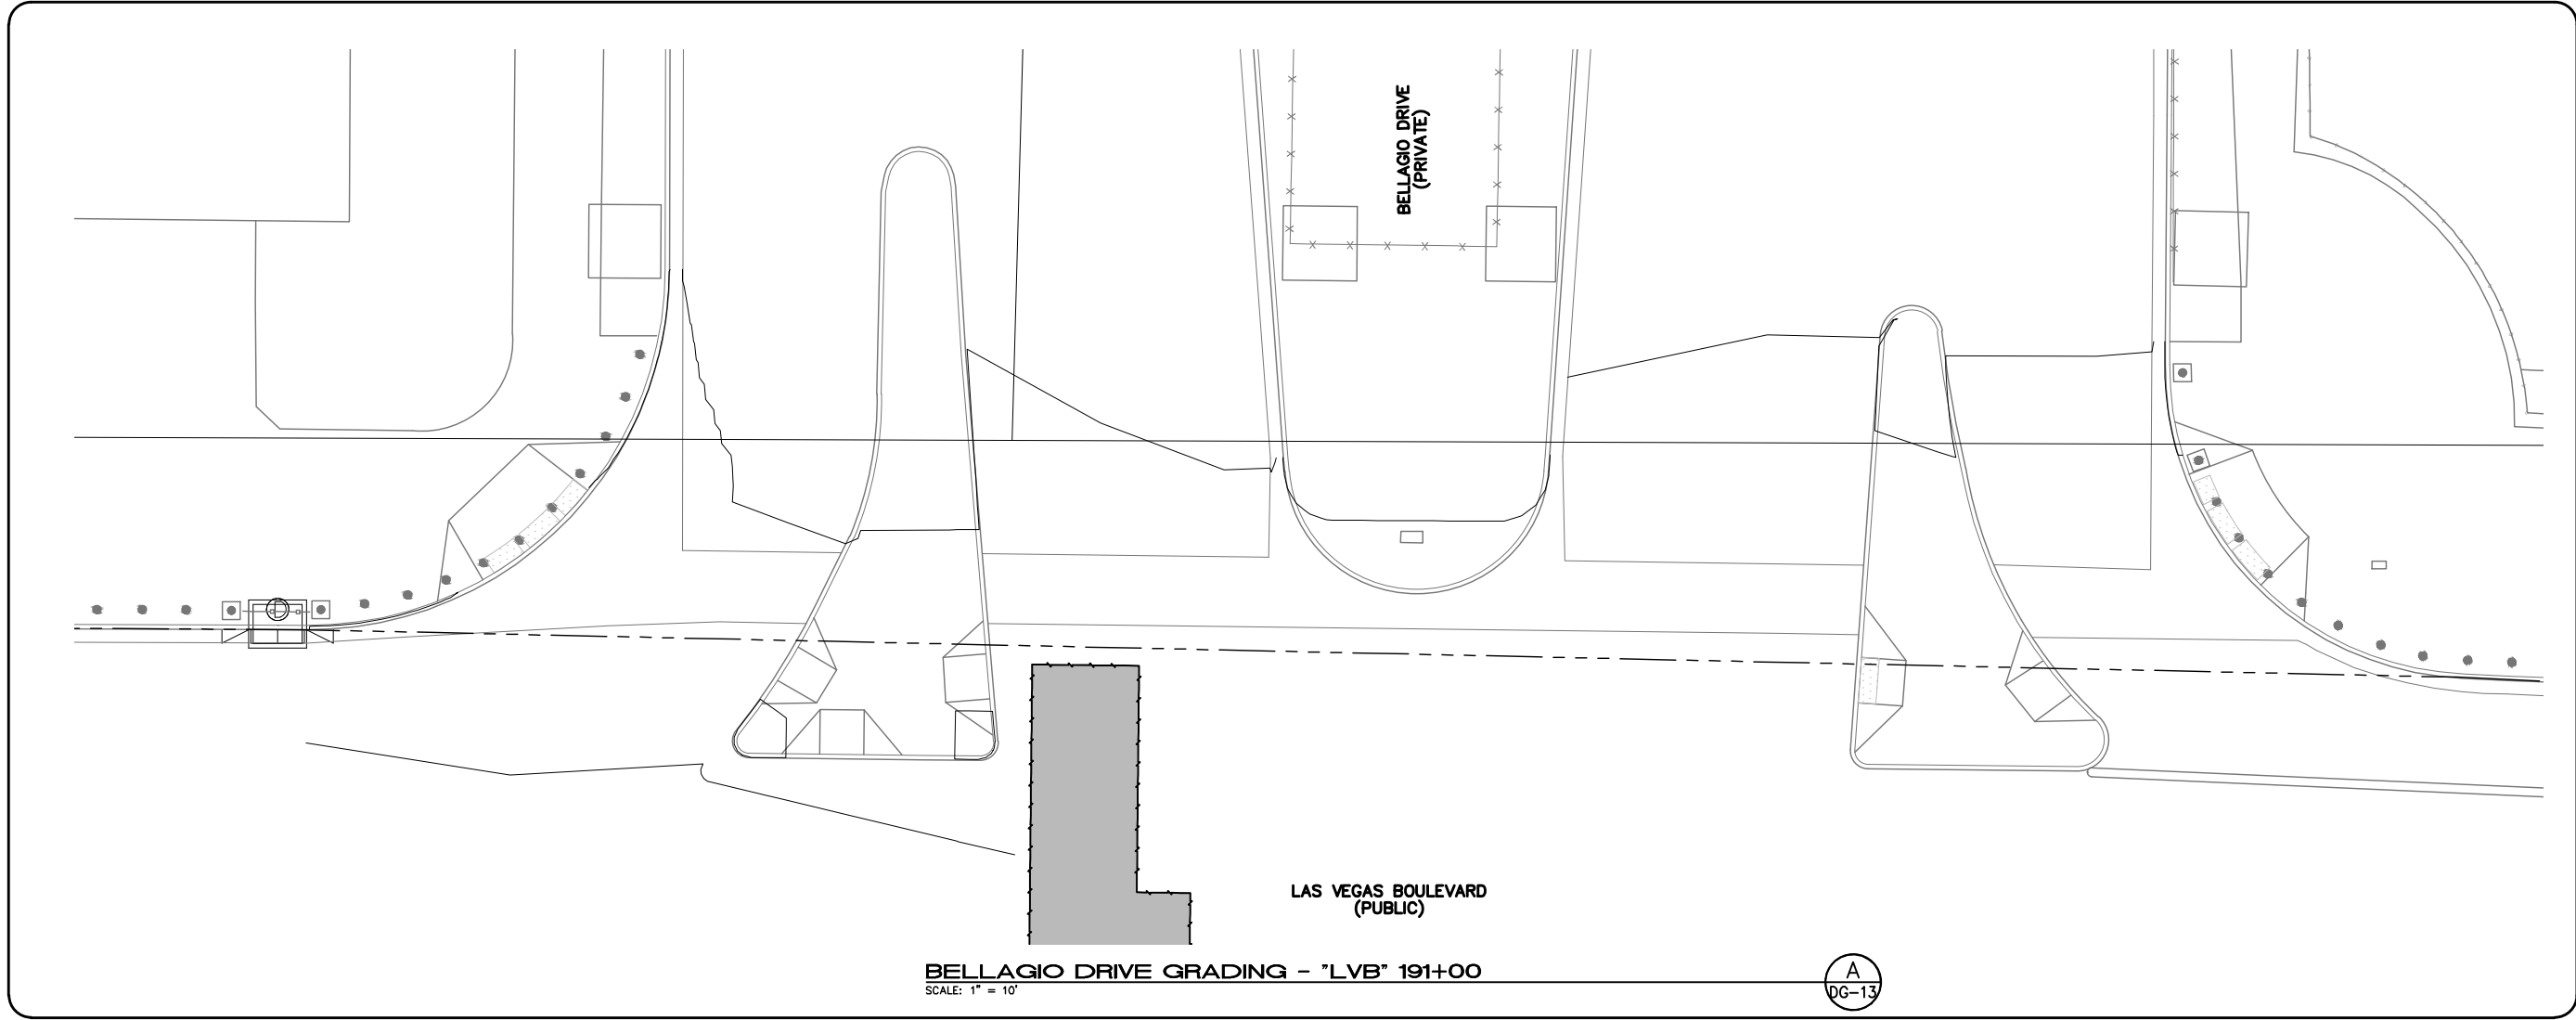 BELLAGIO DRIVE
(PRIVATE)
LAS VEGAS BOULEVARD
(PUBLIC)
BELLAGIO DRIVE GRADING - "LVB" 191+00
SCALE: 1" = 10'
A
DG-13